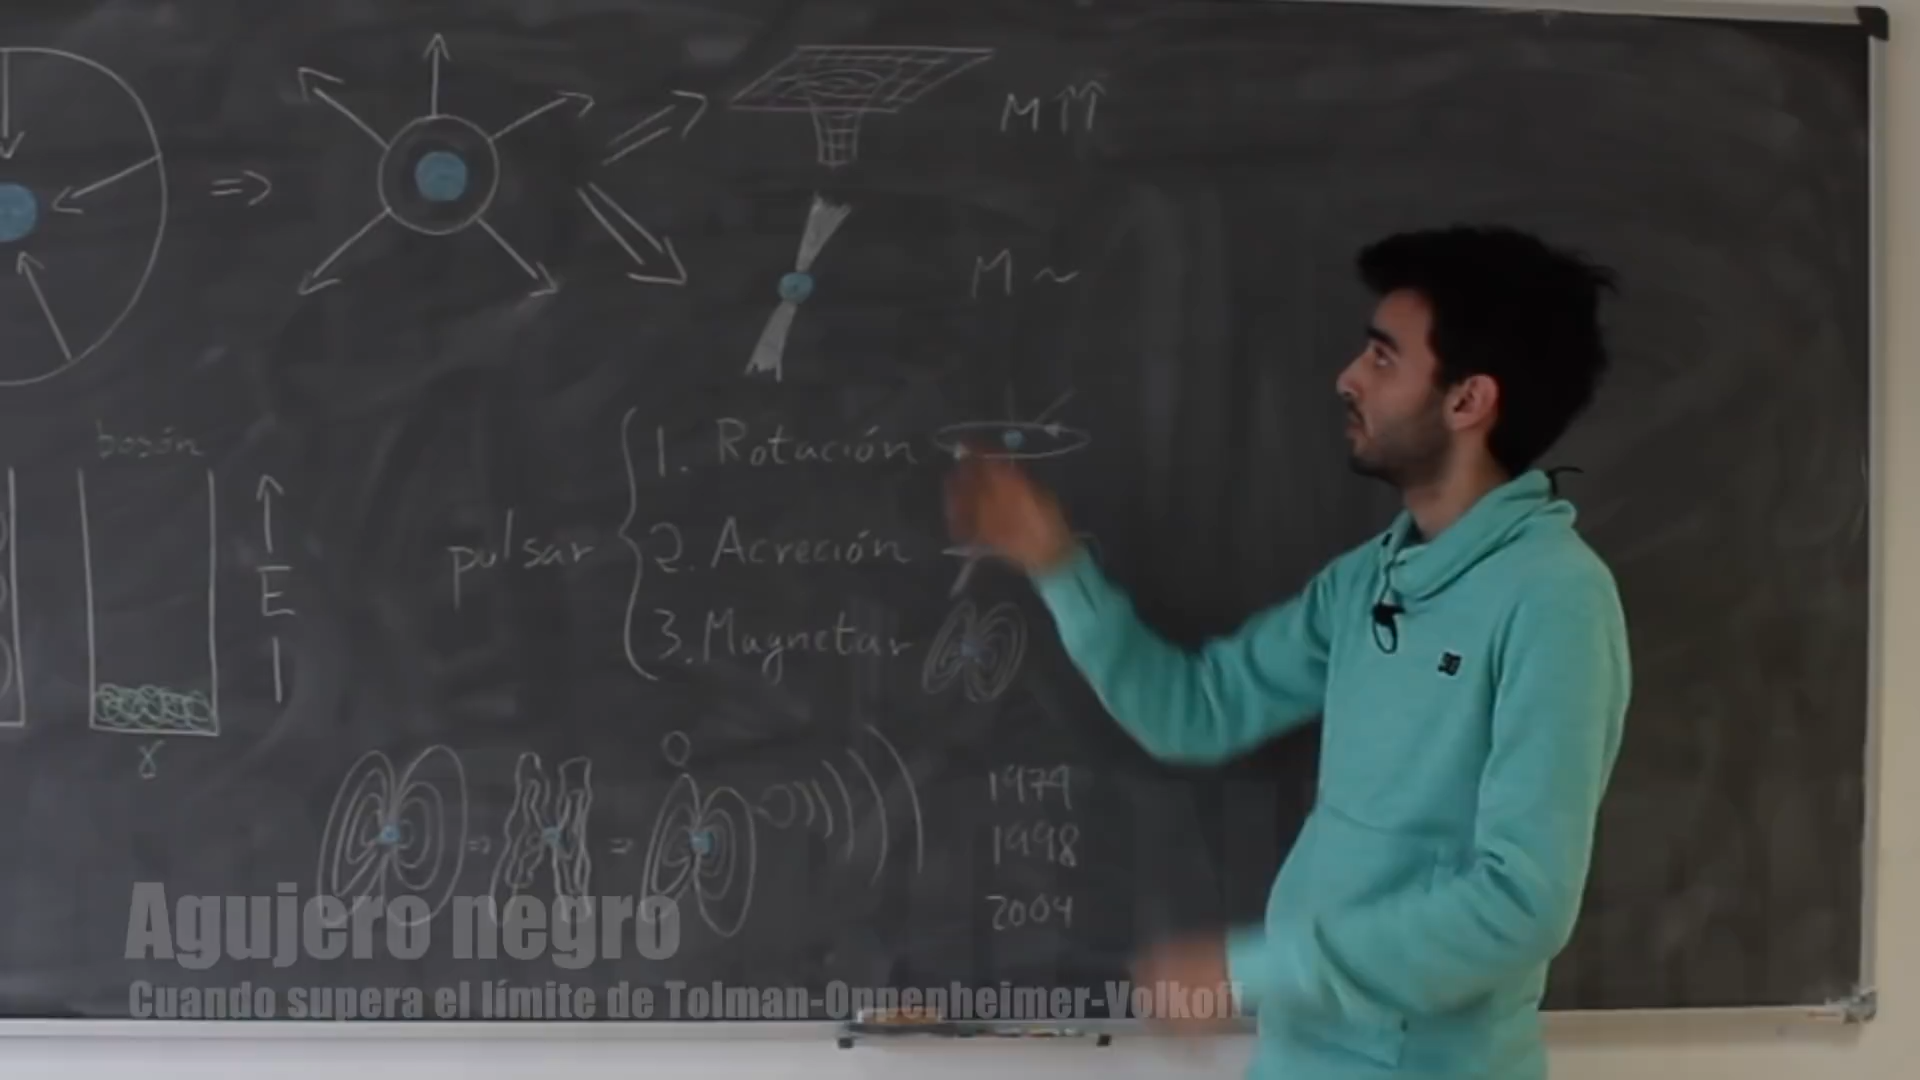 M ↑↑
M ~
bosón
1. Rotación
pulsar
2. Acreción
3. Magnetar
E
γ
1979
1998
2004
Agujero negro
Cuando supera el límite de Tolman-Oppenheimer-Volkoff